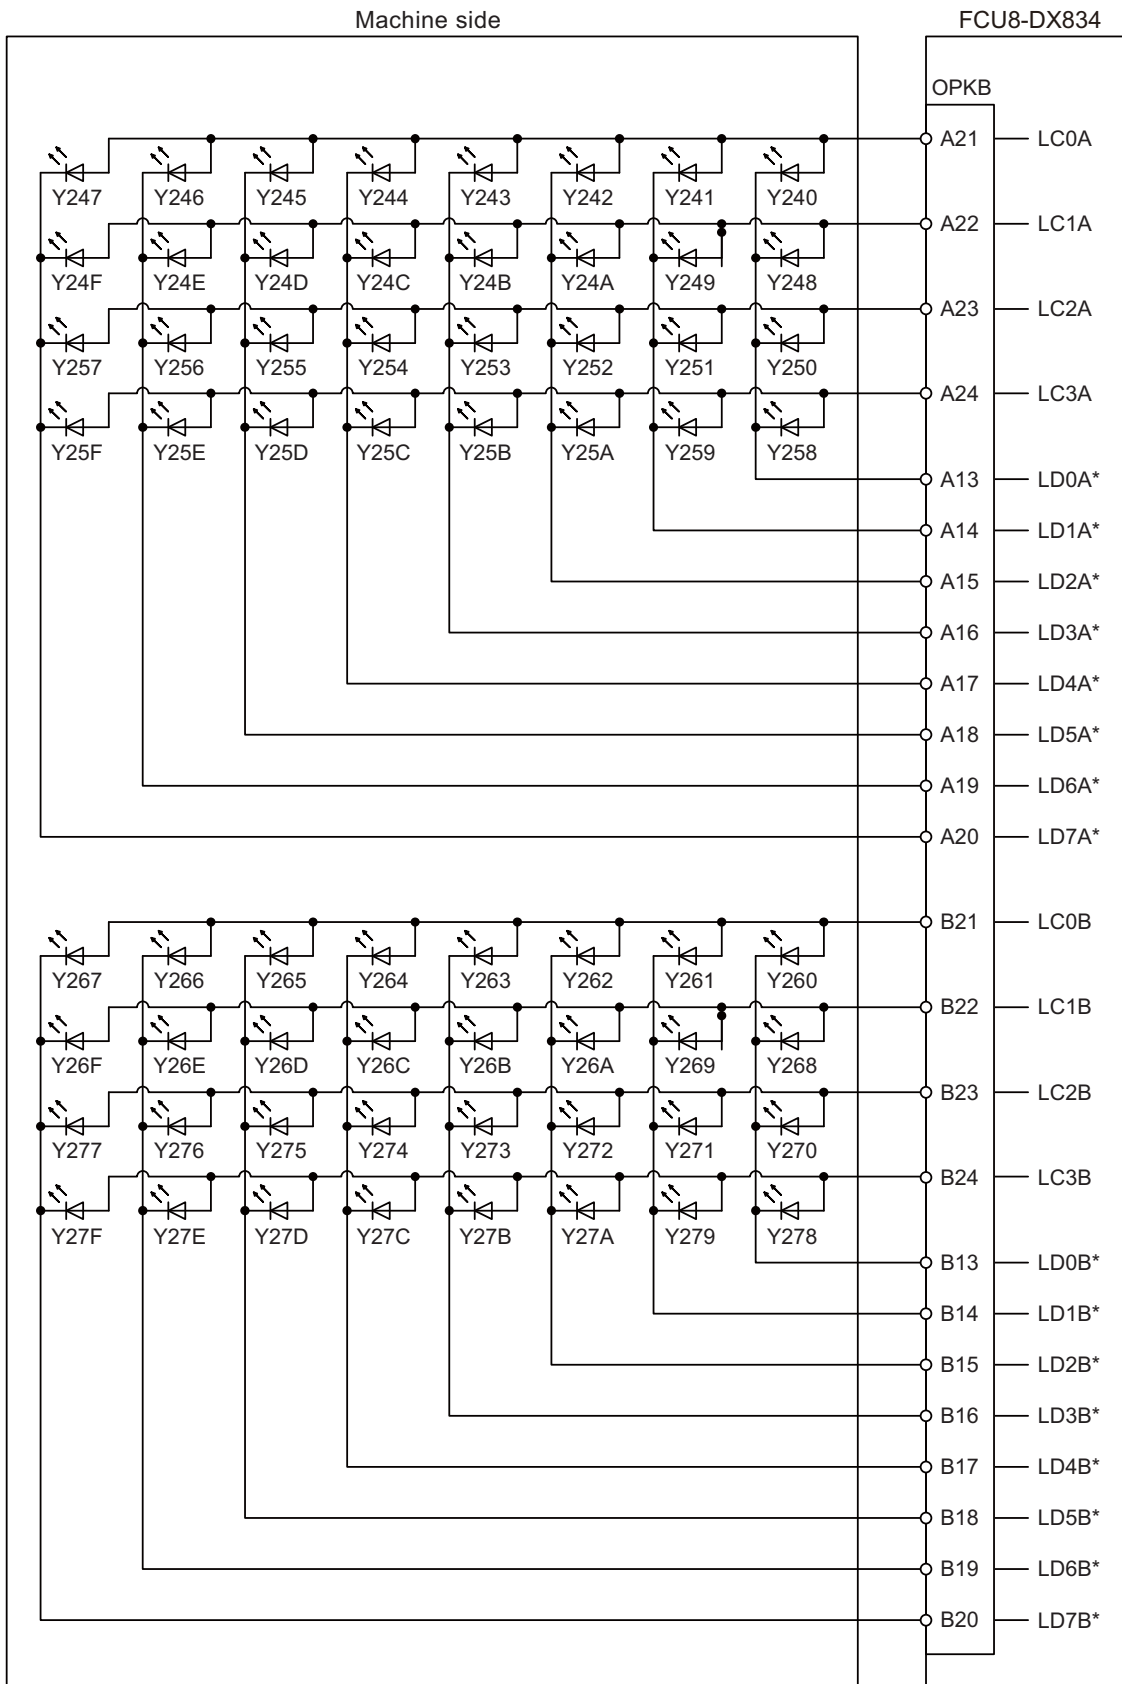 Machine side FCU8-DX834
OPKB
A21 LC0A
Y247 Y246 Y245 Y244 Y243 Y242 Y241 Y240
A22 LC1A
Y24F Y24E Y24D Y24C Y24B Y24A Y249 Y248
A23 LC2A
Y257 Y256 Y255 Y254 Y253 Y252 Y251 Y250
A24 LC3A
Y25F Y25E Y25D Y25C Y25B Y25A Y259 Y258
A13 LD0A*
A14 LD1A*
A15 LD2A*
A16 LD3A*
A17 LD4A*
A18 LD5A*
A19 LD6A*
A20 LD7A*
B21 LC0B
Y267 Y266 Y265 Y264 Y263 Y262 Y261 Y260
B22 LC1B
Y26F Y26E Y26D Y26C Y26B Y26A Y269 Y268
B23 LC2B
Y277 Y276 Y275 Y274 Y273 Y272 Y271 Y270
B24 LC3B
Y27F Y27E Y27D Y27C Y27B Y27A Y279 Y278
B13 LD0B*
B14 LD1B*
B15 LD2B*
B16 LD3B*
B17 LD4B*
B18 LD5B*
B19 LD6B*
B20 LD7B*